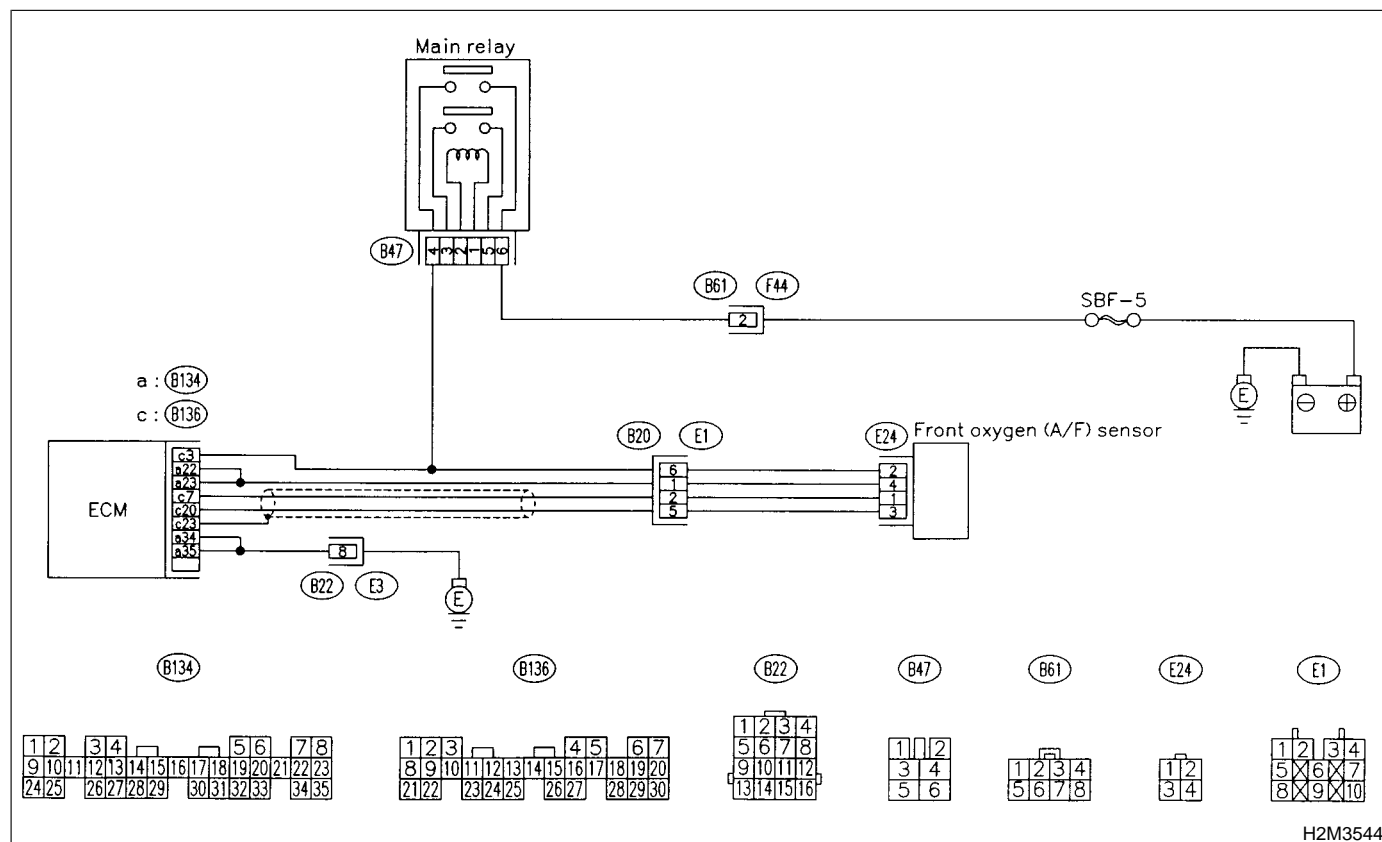 Main relay
B47
4 3 2 1 5 6
B61 F44
2
SBF-5
E
⊖ ⊕
a : B134
c : B136
B20 E1
E24
Front oxygen (A/F) sensor
ECM
c3
a22
a23
c7
c20
c23
a34
a35
6
1
2
5
2
4
1
3
8
B22 E3
E
B134
1 2 3 4 5 6 7 8
9 10 11 12 13 14 15 16 17 18 19 20 21 22 23
24 25 26 27 28 29 30 31 32 33 34 35
B136
1 2 3 4 5 6 7
8 9 10 11 12 13 14 15 16 17 18 19 20
21 22 23 24 25 26 27 28 29 30
B22
1 2 3 4
5 6 7 8
9 10 11 12
13 14 15 16
B47
1 2
3 4
5 6
B61
1 2 3 4
5 6 7 8
E24
1 2
3 4
E1
1 2 3 4
5 6 7
8 9 10
H2M3544